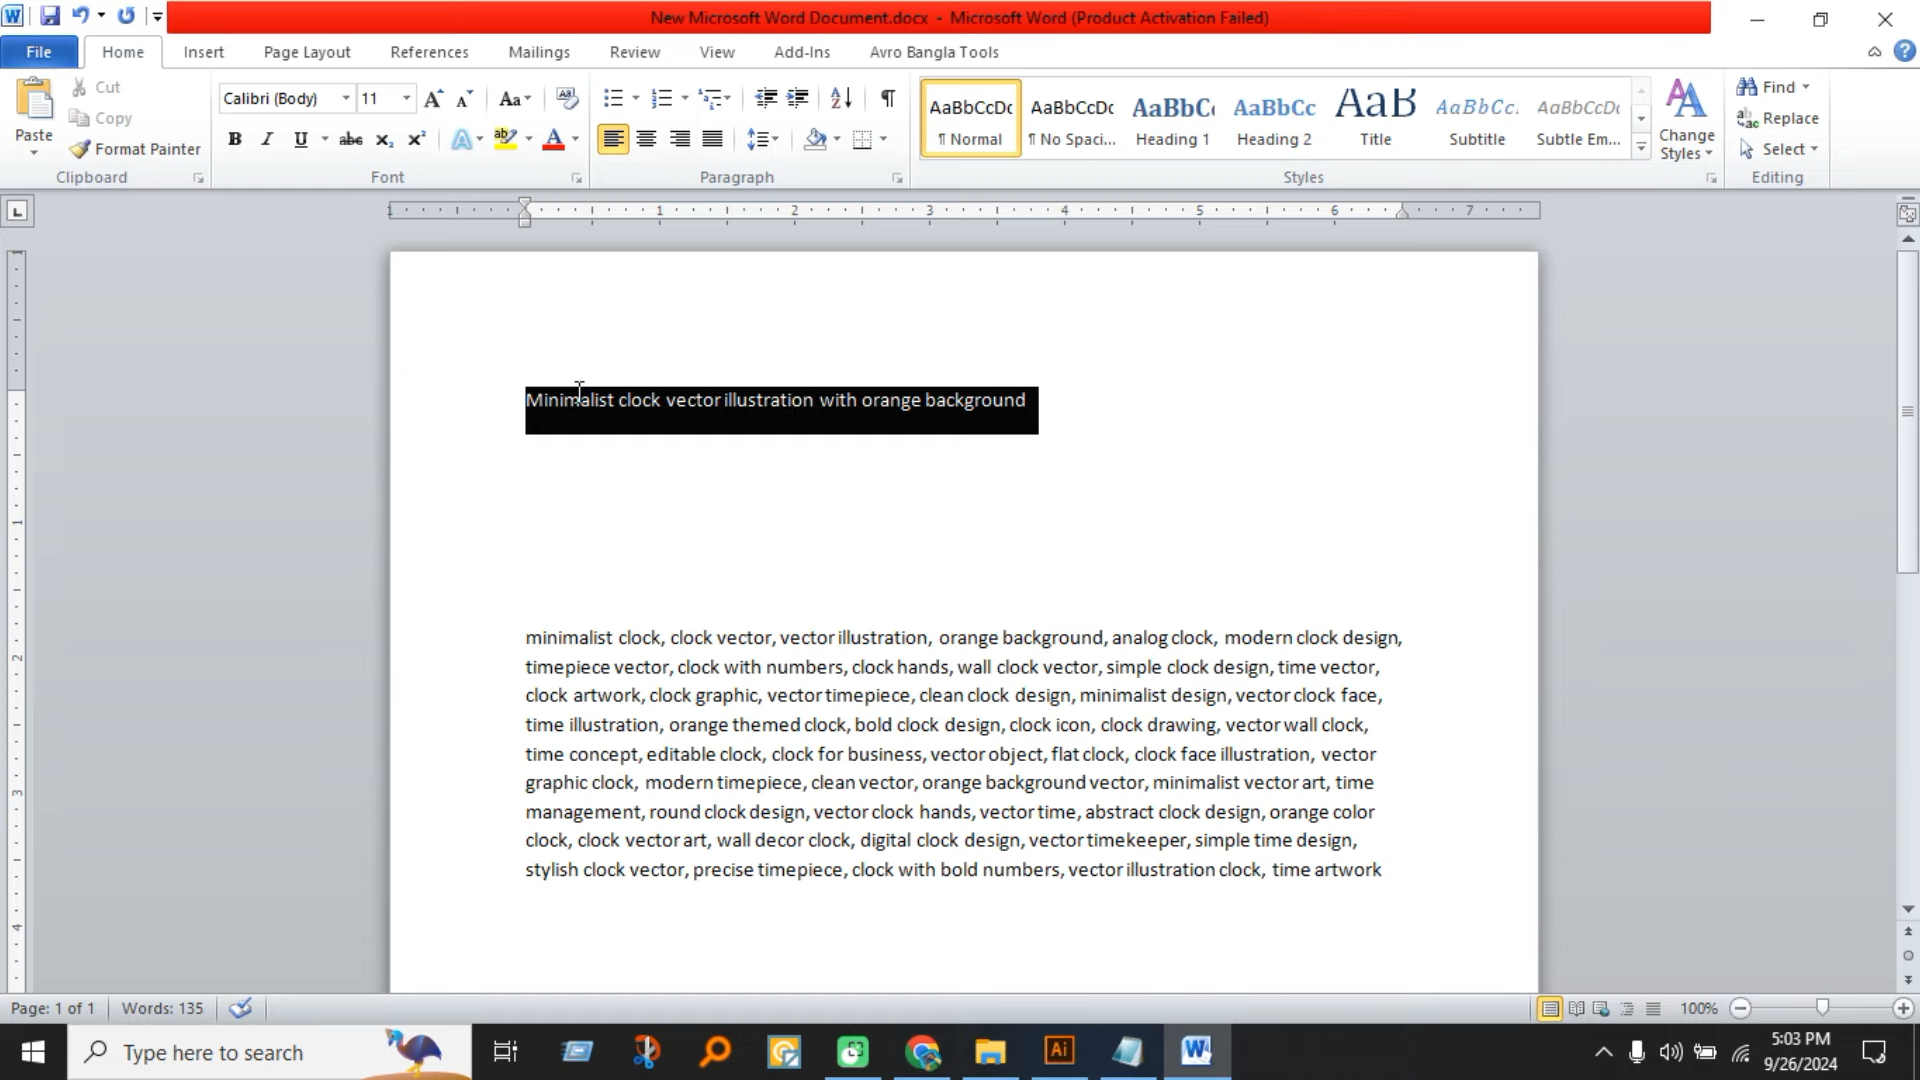 New Microsoft Word Document.docx - Microsoft Word (Product Activation Failed)
File Home Insert Page Layout References Mailings Review View Add-Ins Avro Bangla Tools
Cut
Copy
Format Painter
Paste
Clipboard
Calibri (Body) 11
Font
Paragraph
AaBbCcDc AaBbCcDc AaBbC AaBbCc AaB AaBbCc. AaBbCcDc
¶ Normal ¶ No Spaci... Heading 1 Heading 2 Title Subtitle Subtle Em...
Styles
Change Styles
Find
Replace
Select
Editing
1 1 2 3 4 5 6 7
Minimalist clock vector illustration with orange background
minimalist clock, clock vector, vector illustration, orange background, analog clock, modern clock design,
timepiece vector, clock with numbers, clock hands, wall clock vector, simple clock design, time vector,
clock artwork, clock graphic, vector timepiece, clean clock design, minimalist design, vector clock face,
time illustration, orange themed clock, bold clock design, clock icon, clock drawing, vector wall clock,
time concept, editable clock, clock for business, vector object, flat clock, clock face illustration, vector
graphic clock, modern timepiece, clean vector, orange background vector, minimalist vector art, time
management, round clock design, vector clock hands, vector time, abstract clock design, orange color
clock, clock vector art, wall decor clock, digital clock design, vector timekeeper, simple time design,
stylish clock vector, precise timepiece, clock with bold numbers, vector illustration clock, time artwork
Page: 1 of 1 Words: 135 100%
Type here to search
5:03 PM
9/26/2024